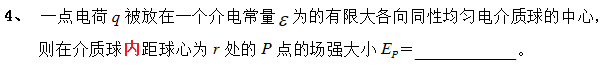 4、 一点电荷 q 被放在一个介电常量 ε 为的有限大各向同性均匀电介质球的中心，
则在介质球内距球心为 r 处的 P 点的场强大小 E_P=____________。